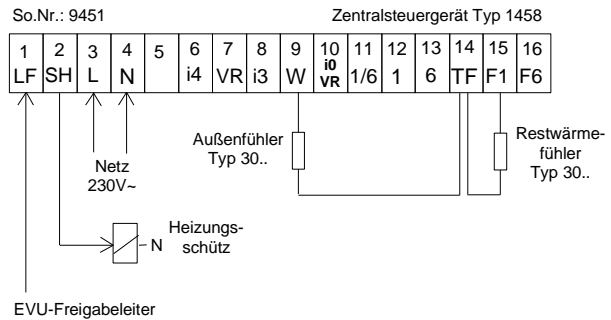 So.Nr.: 9451 Zentralsteuergerät Typ 1458
1 2 3 4 5 6 7 8 9 10 11 12 13 14 15 16
LF SH L N i4 VR i3 W i0 VR 1/6 1 6 TF F1 F6
Außenfühler
Typ 30..
Restwärme-
fühler
Typ 30..
Netz
230V~
Heizungs-
schütz
N
EVU-Freigabeleiter